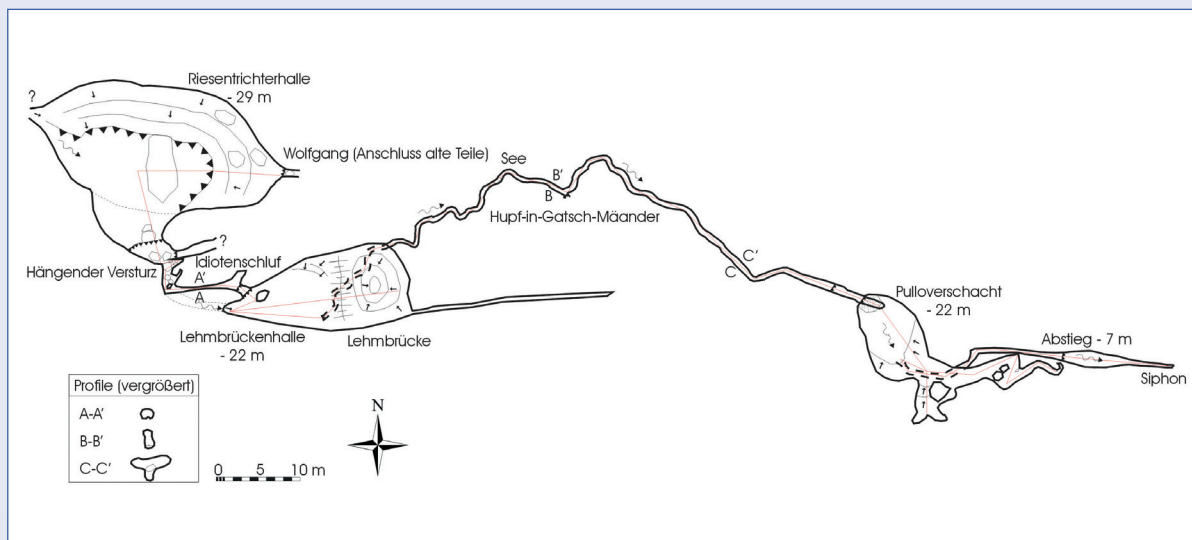 Riesentrichterhalle
- 29 m
?
Wolfgang (Anschluss alte Teile)
See
B'
B
Hupf-in-Gatsch-Mäander
?
Hängender Versturz
Idiotenschluf
A'
A
C'
C
Pulloverschacht
- 22 m
Lehmbrückenhalle
- 22 m
Lehmbrücke
Abstieg - 7 m
Siphon
Profile (vergrößert)
A-A'
B-B'
C-C'
N
0 5 10 m